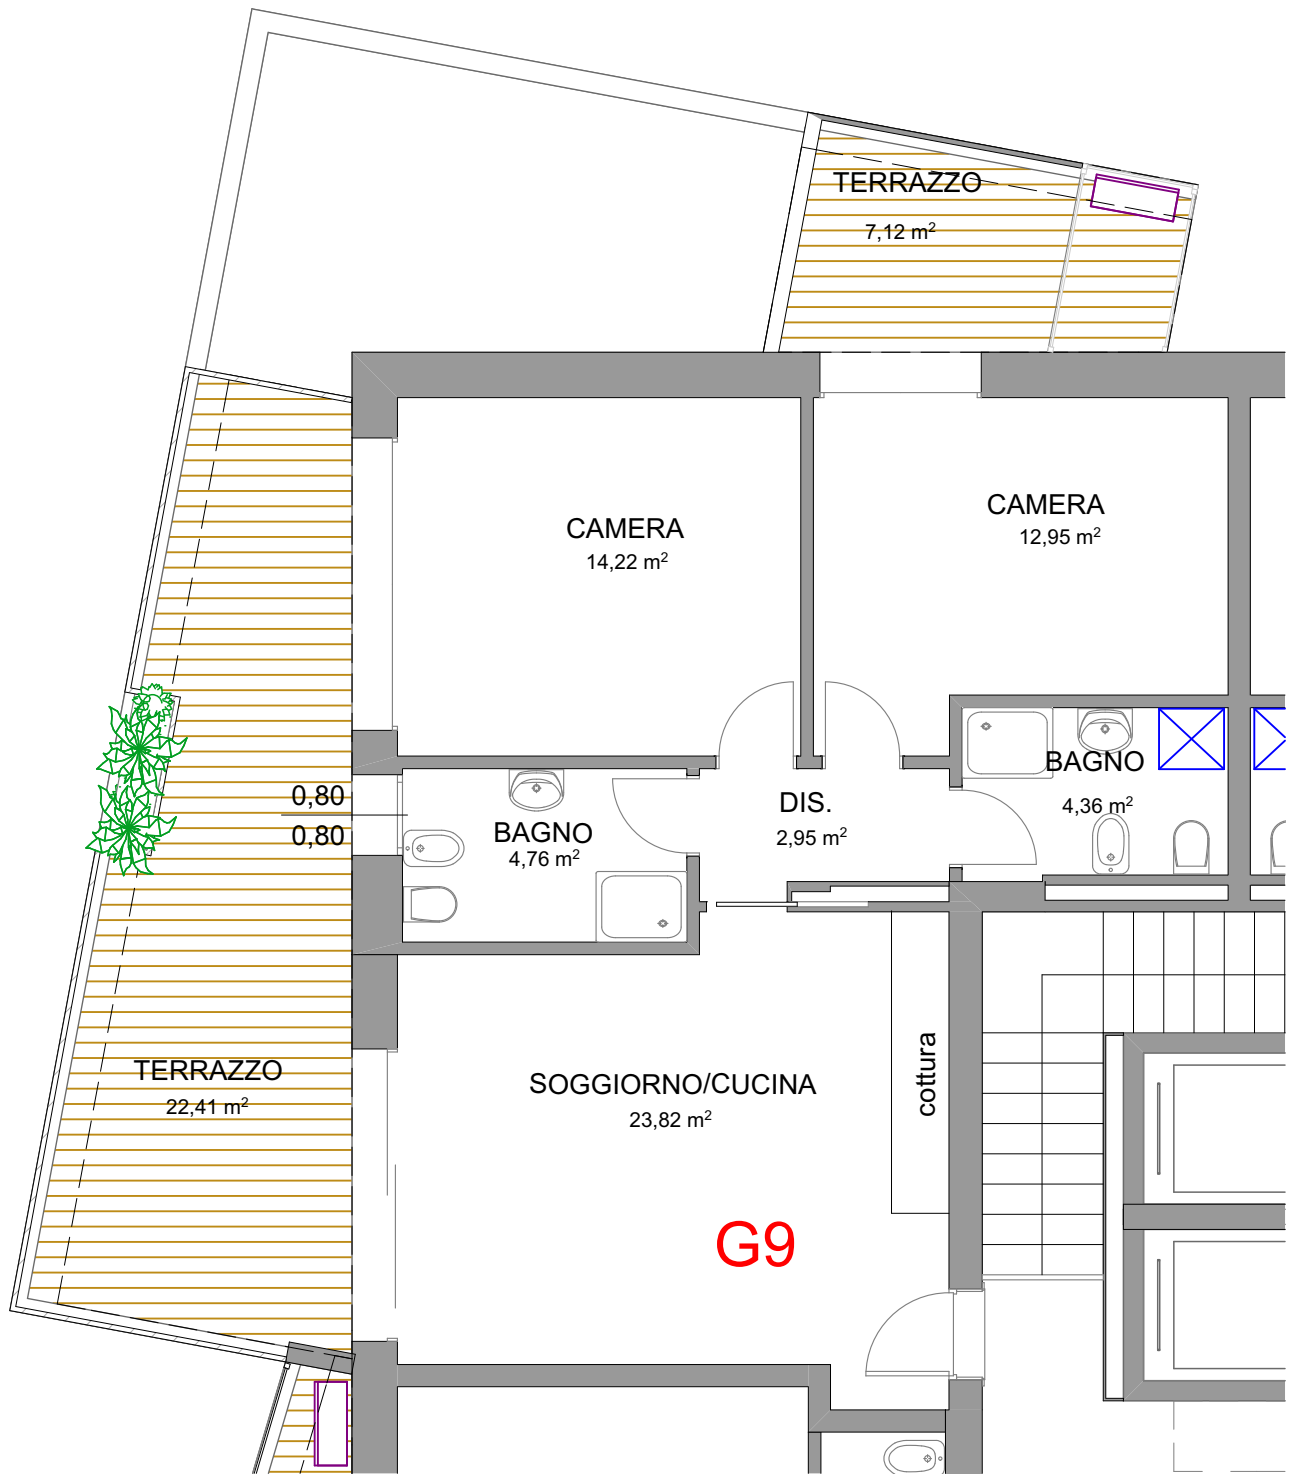 TERRAZZO
7,12 m²
CAMERA
14,22 m²
CAMERA
12,95 m²
0,80
0,80
BAGNO
4,76 m²
DIS.
2,95 m²
BAGNO
4,36 m²
TERRAZZO
22,41 m²
SOGGIORNO/CUCINA
23,82 m²
cottura
G9